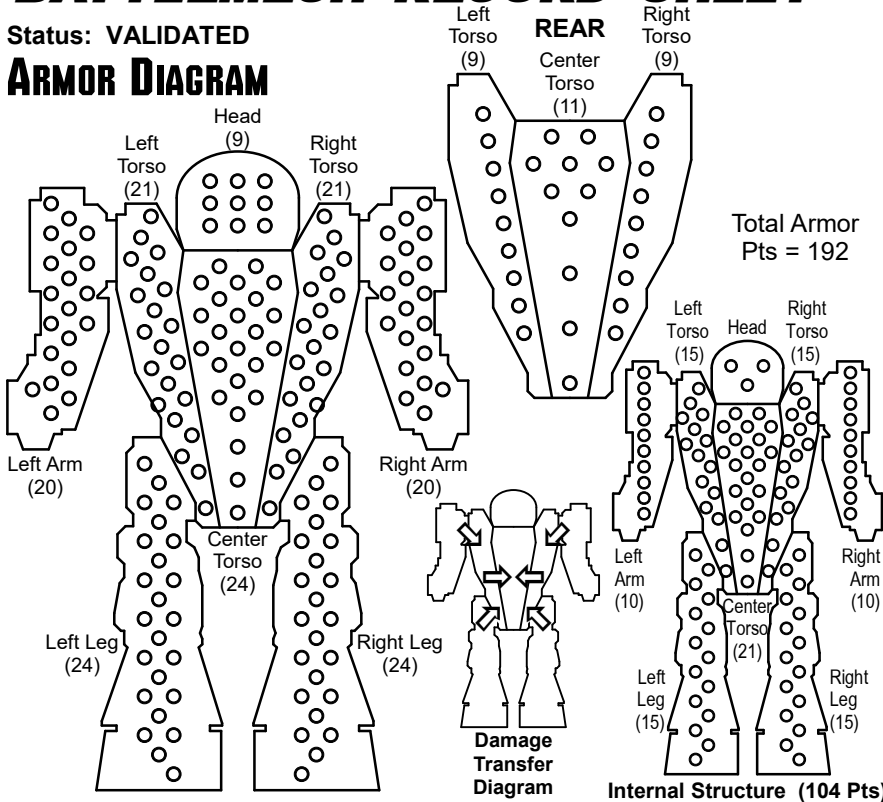 BATTLEMECH RECORD SHEET
Status: VALIDATED
ARMOR DIAGRAM
Head
(9)
Left
Torso
(21)
Right
Torso
(21)
Left Arm
(20)
Right Arm
(20)
Center
Torso
(24)
Left Leg
(24)
Right Leg
(24)
REAR
Left
Torso
(9)
Center
Torso
(11)
Right
Torso
(9)
Total Armor
Pts = 192
Damage
Transfer
Diagram
Left
Torso
(15)
Head
Right
Torso
(15)
Left
Arm
(10)
Right
Arm
(10)
Center
Torso
(21)
Left
Leg
(15)
Right
Leg
(15)
Internal Structure (104 Pts)